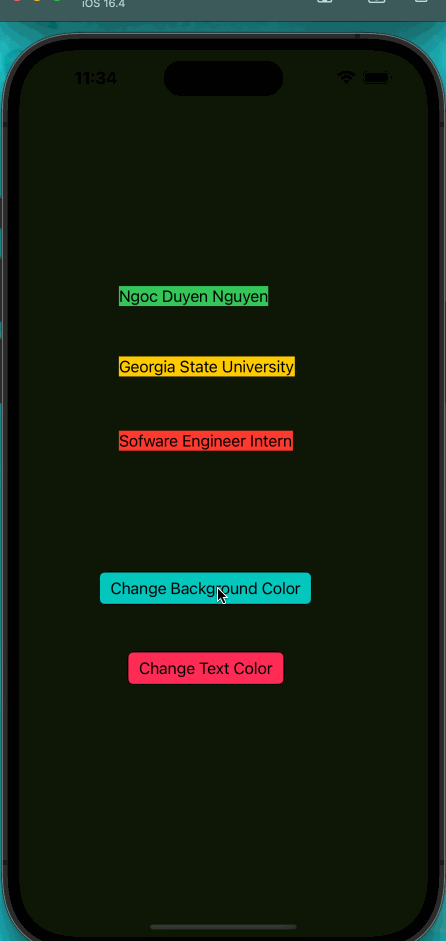 iOS 16.4
11:34
Ngoc Duyen Nguyen
Georgia State University
Sofware Engineer Intern
Change Background Color
Change Text Color